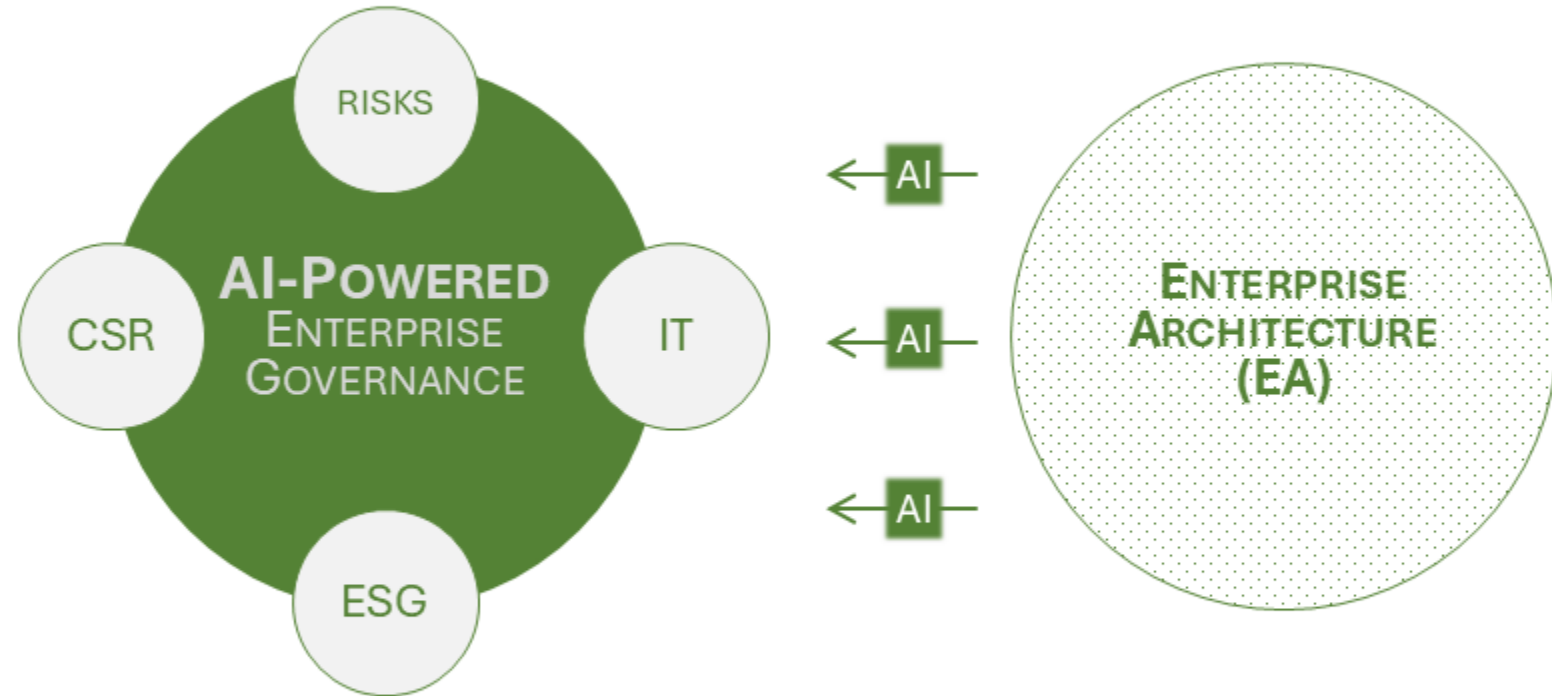 RISKS
AI-POWERED
ENTERPRISE
GOVERNANCE
CSR
IT
ESG
AI
AI
AI
ENTERPRISE
ARCHITECTURE
(EA)